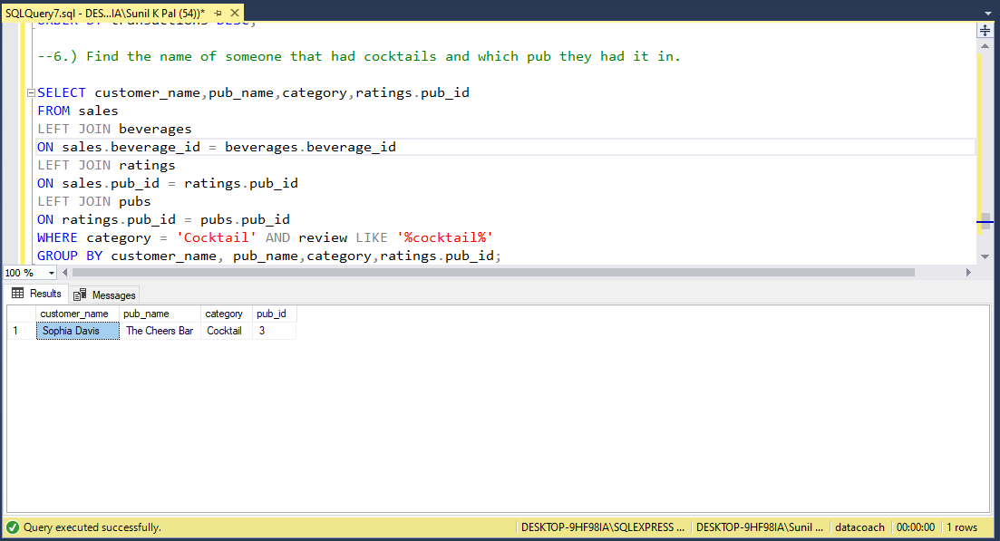 SQLQuery7.sql - DES...IA\Sunil K Pal (54))*
ORDER BY transactions DESC;
--6.) Find the name of someone that had cocktails and which pub they had it in.
SELECT customer_name,pub_name,category,ratings.pub_id
FROM sales
LEFT JOIN beverages
ON sales.beverage_id = beverages.beverage_id
LEFT JOIN ratings
ON sales.pub_id = ratings.pub_id
LEFT JOIN pubs
ON ratings.pub_id = pubs.pub_id
WHERE category = 'Cocktail' AND review LIKE '%cocktail%'
GROUP BY customer_name, pub_name,category,ratings.pub_id;
100 %
Results Messages
customer_name pub_name category pub_id
1 Sophia Davis The Cheers Bar Cocktail 3
Query executed successfully. DESKTOP-9HF98IA\SQLEXPRESS ... DESKTOP-9HF98IA\Sunil ... datacoach 00:00:00 1 rows